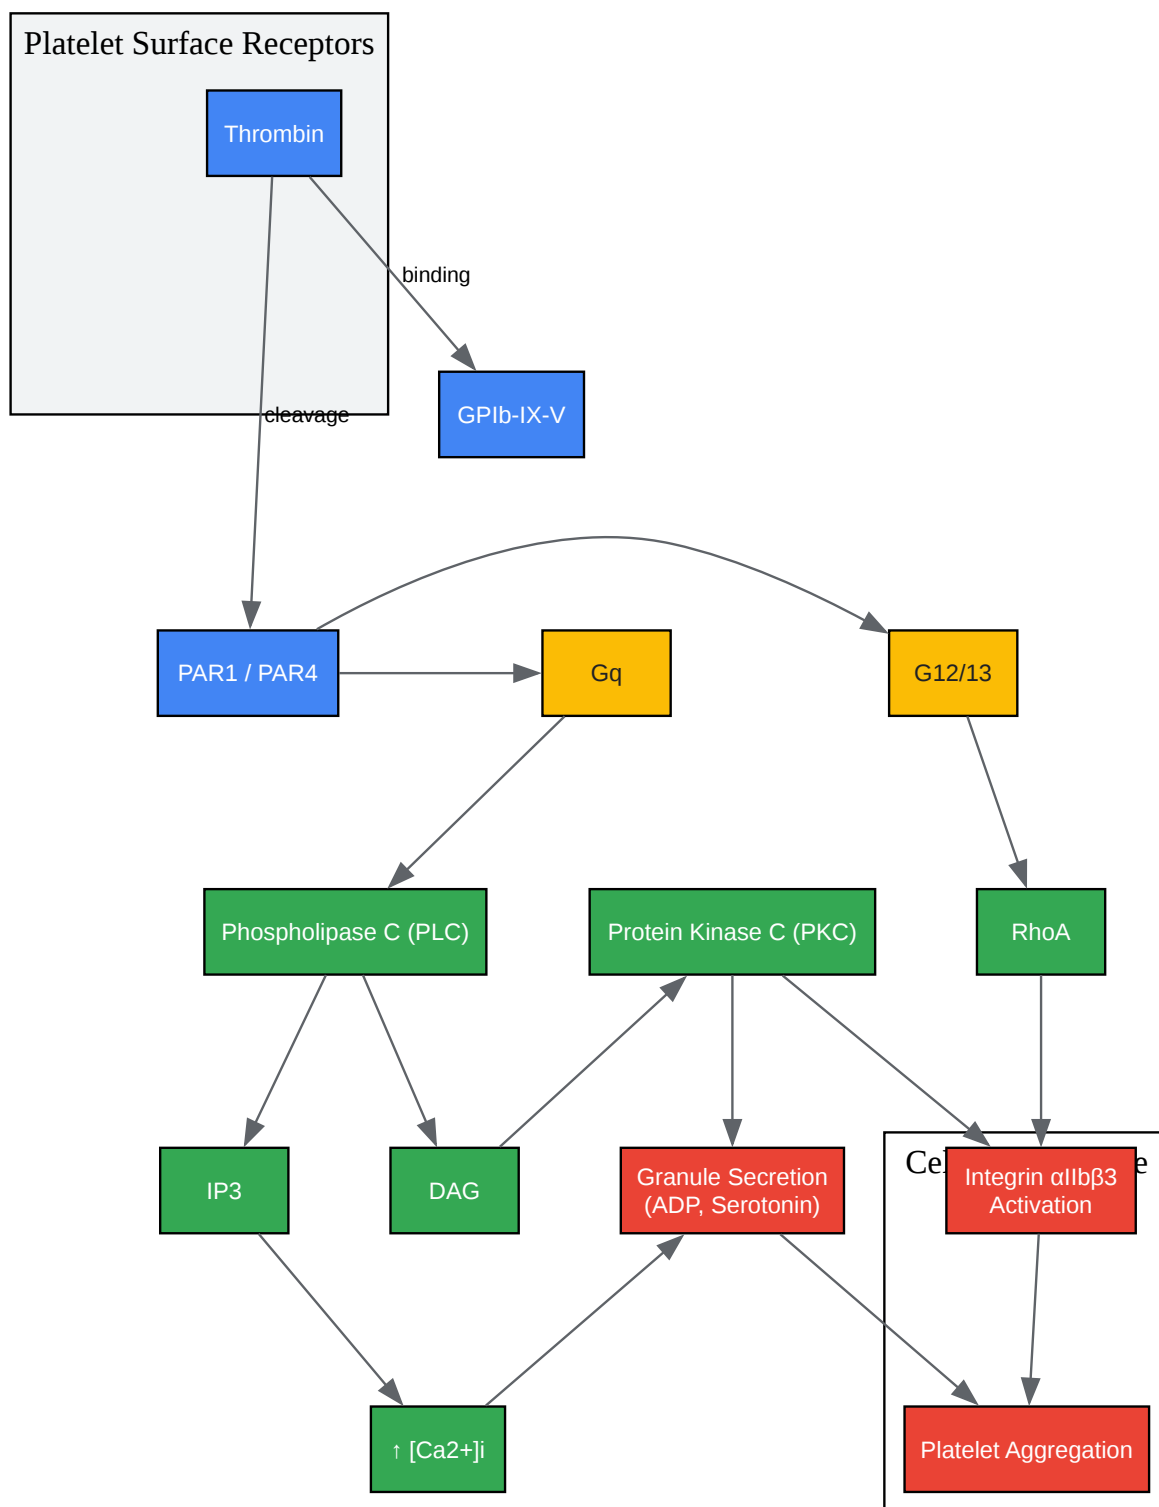 Platelet Surface Receptors
Thrombin
binding
GPIb-IX-V
cleavage
PAR1 / PAR4
Gq
G12/13
Phospholipase C (PLC)
Protein Kinase C (PKC)
RhoA
IP3
DAG
Granule Secretion
(ADP, Serotonin)
Integrin αIIbβ3
Activation
↑ [Ca2+]i
Platelet Aggregation